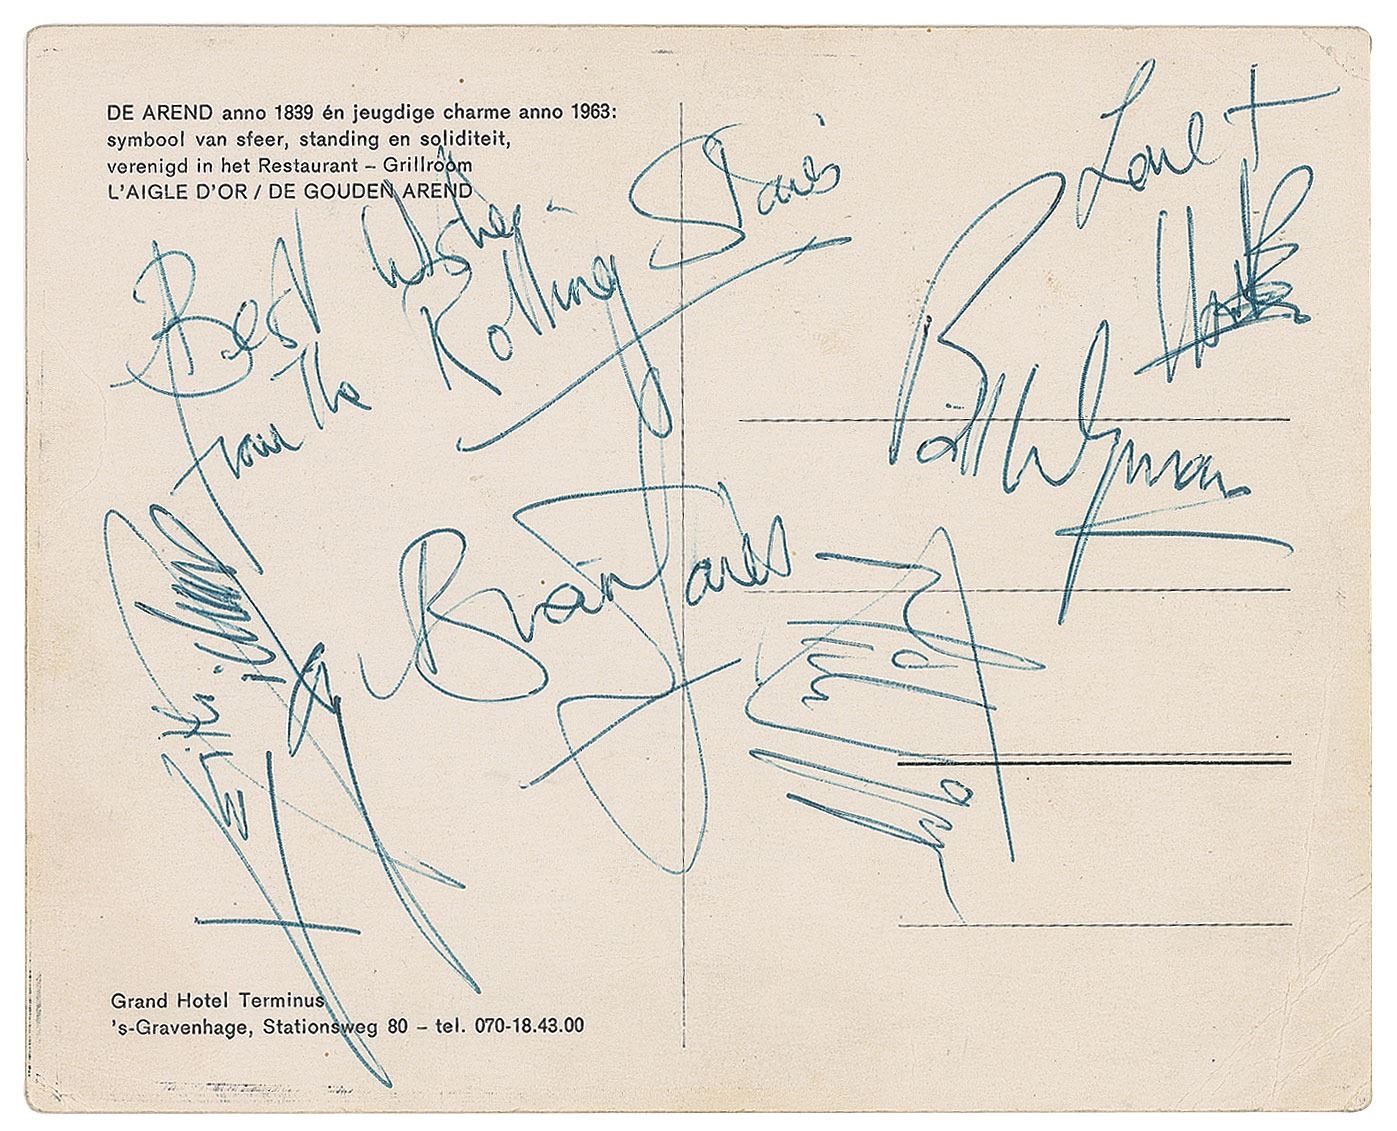 DE AREND anno 1839 én jeugdige charme anno 1963:
symbool van sfeer, standing en soliditeit,
verenigd in het Restaurant – Grillroom
L'AIGLE D'OR / DE GOUDEN AREND
Best Wishes
from The Rolling Stones
Love +
Bill Wyman
Brian Jones
Grand Hotel Terminus
's-Gravenhage, Stationsweg 80 – tel. 070-18.43.00